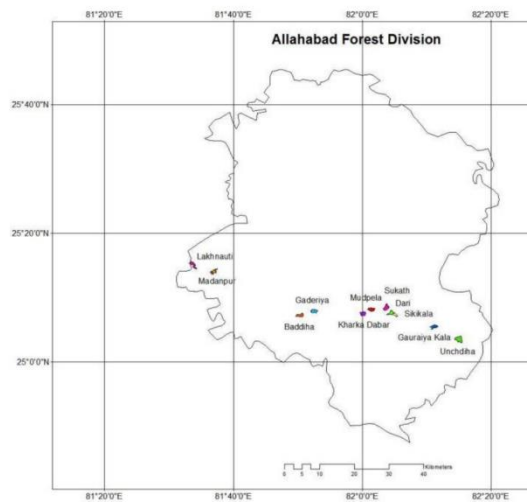 81°20'0"E 81°40'0"E 82°0'0"E 82°20'0"E
Allahabad Forest Division
25°40'0"N
25°20'0"N
Lakhnauti
Madanpur
Sukath
Gaderiya
Mudpela
Dari
Sikikala
Baddiha
Kharka Dabar
Gauraiya Kala
Unchdiha
25°0'0"N
Kilometers
0 5 10 20 30 40
81°20'0"E 81°40'0"E 82°0'0"E 82°20'0"E